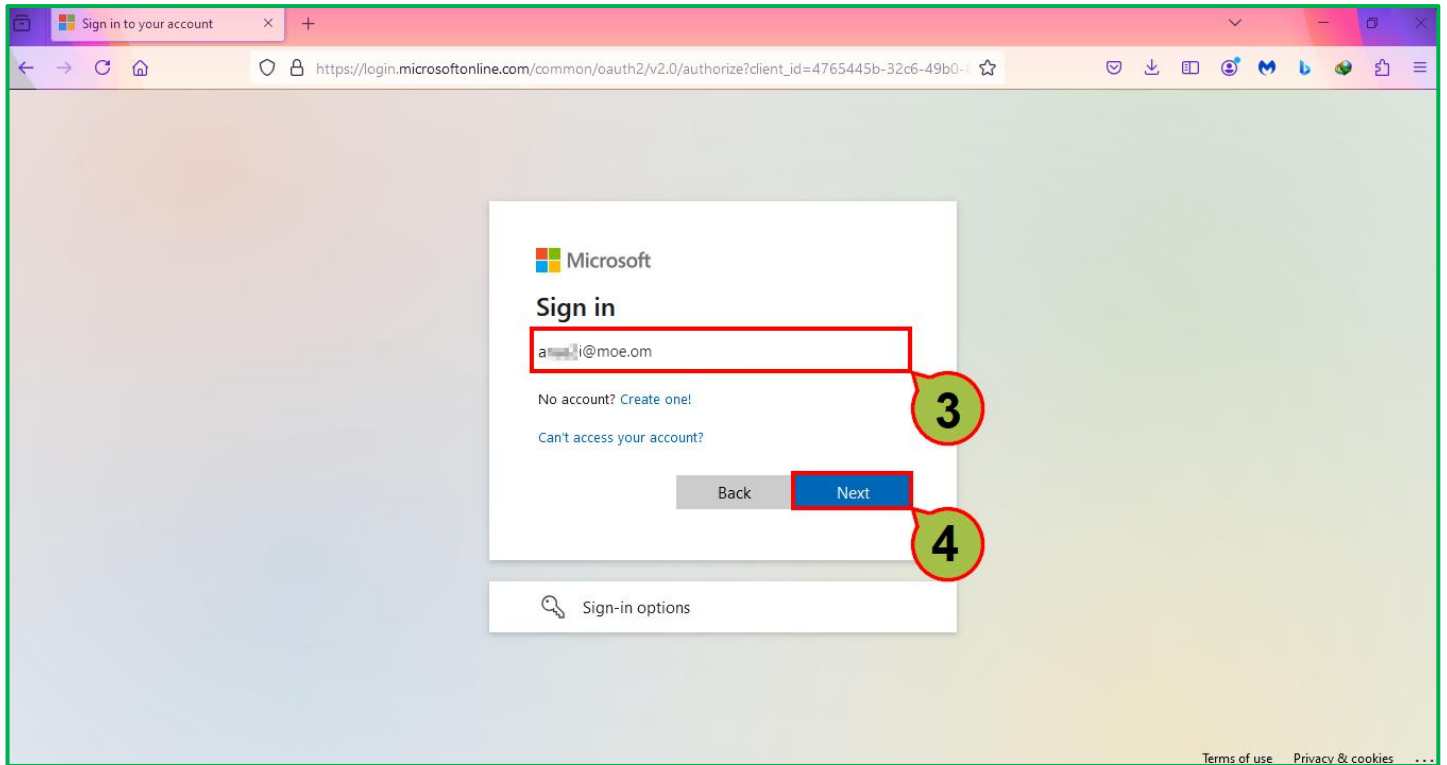 Sign in to your account
https://login.microsoftonline.com/common/oauth2/v2.0/authorize?client_id=4765445b-32c6-49b0-
Microsoft
Sign in
@moe.om
3
No account? Create one!
Can't access your account?
Back Next
4
Sign-in options
Terms of use Privacy & cookies ...